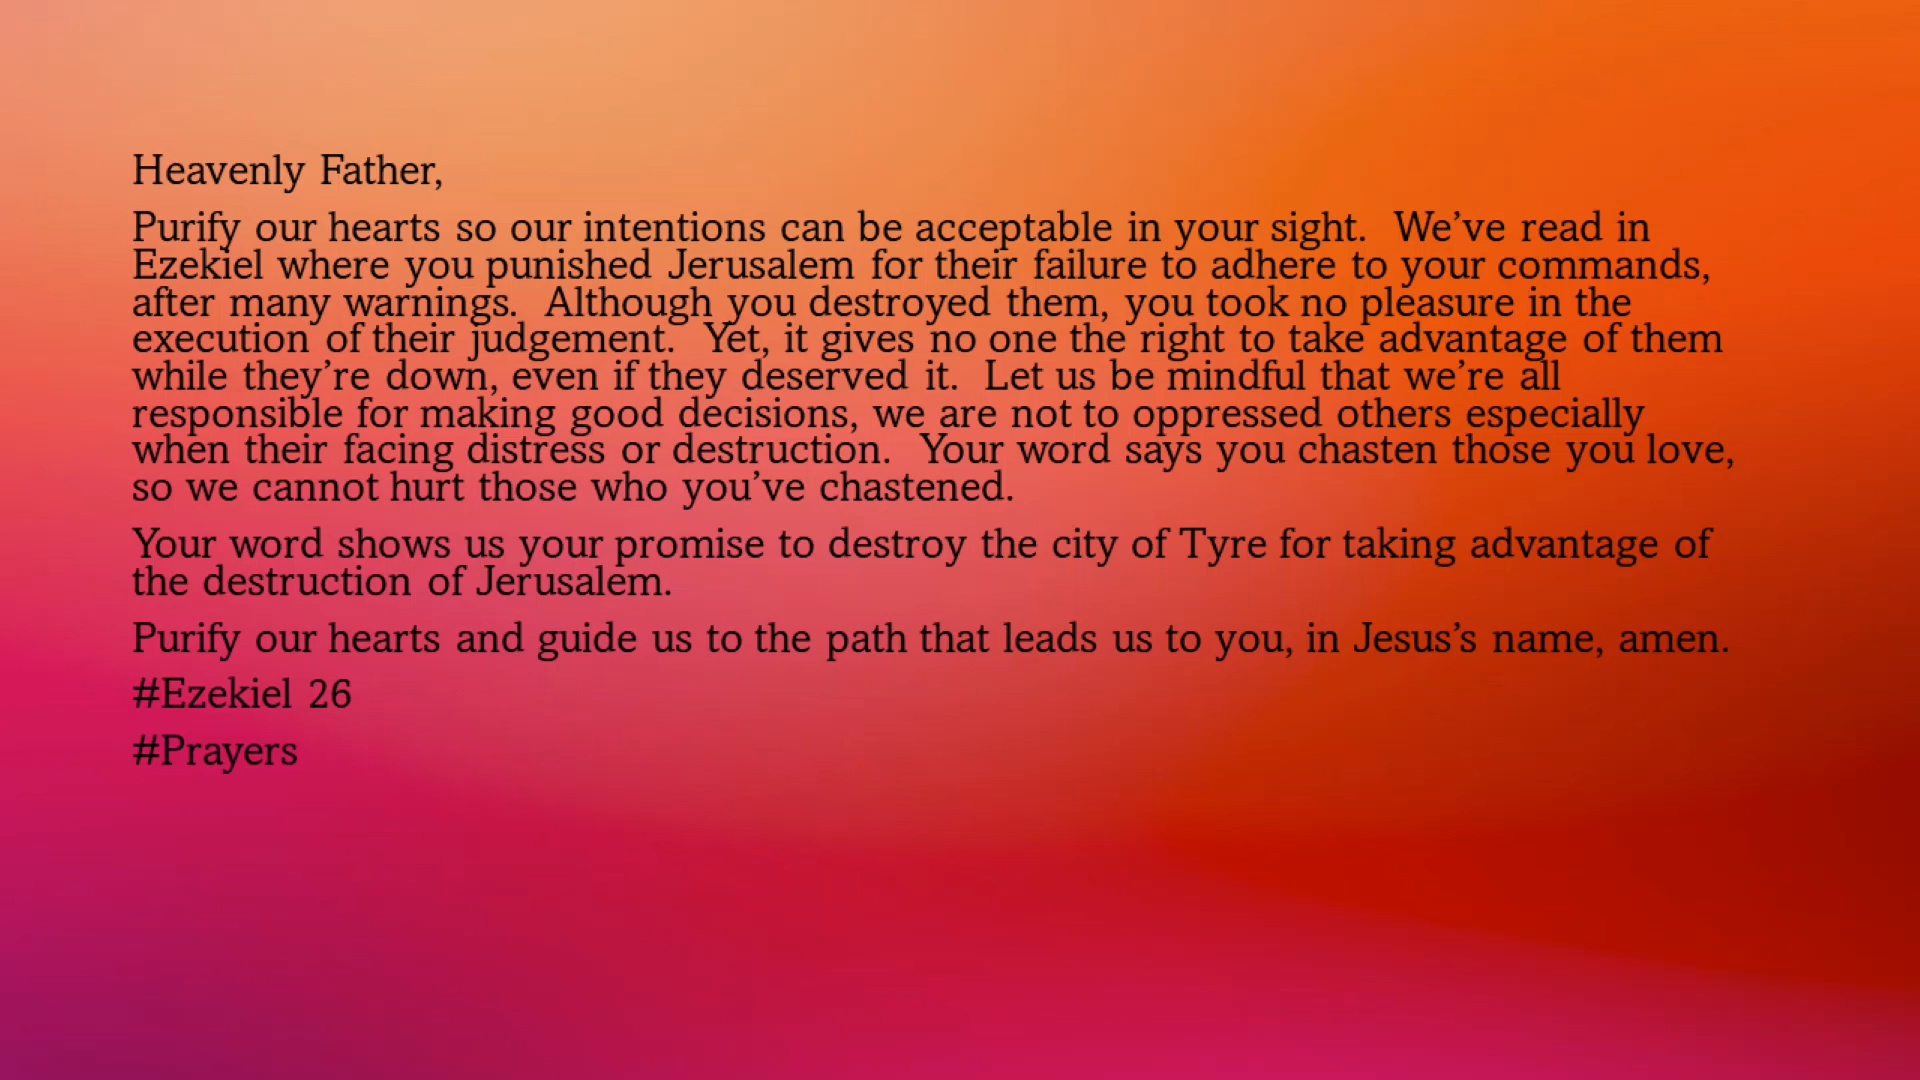 Heavenly Father,
Purify our hearts so our intentions can be acceptable in your sight.  We’ve read in
Ezekiel where you punished Jerusalem for their failure to adhere to your commands,
after many warnings.  Although you destroyed them, you took no pleasure in the
execution of their judgement.  Yet, it gives no one the right to take advantage of them
while they’re down, even if they deserved it.  Let us be mindful that we’re all
responsible for making good decisions, we are not to oppressed others especially
when their facing distress or destruction.  Your word says you chasten those you love,
so we cannot hurt those who you’ve chastened.
Your word shows us your promise to destroy the city of Tyre for taking advantage of
the destruction of Jerusalem.
Purify our hearts and guide us to the path that leads us to you, in Jesus’s name, amen.
#Ezekiel 26
#Prayers